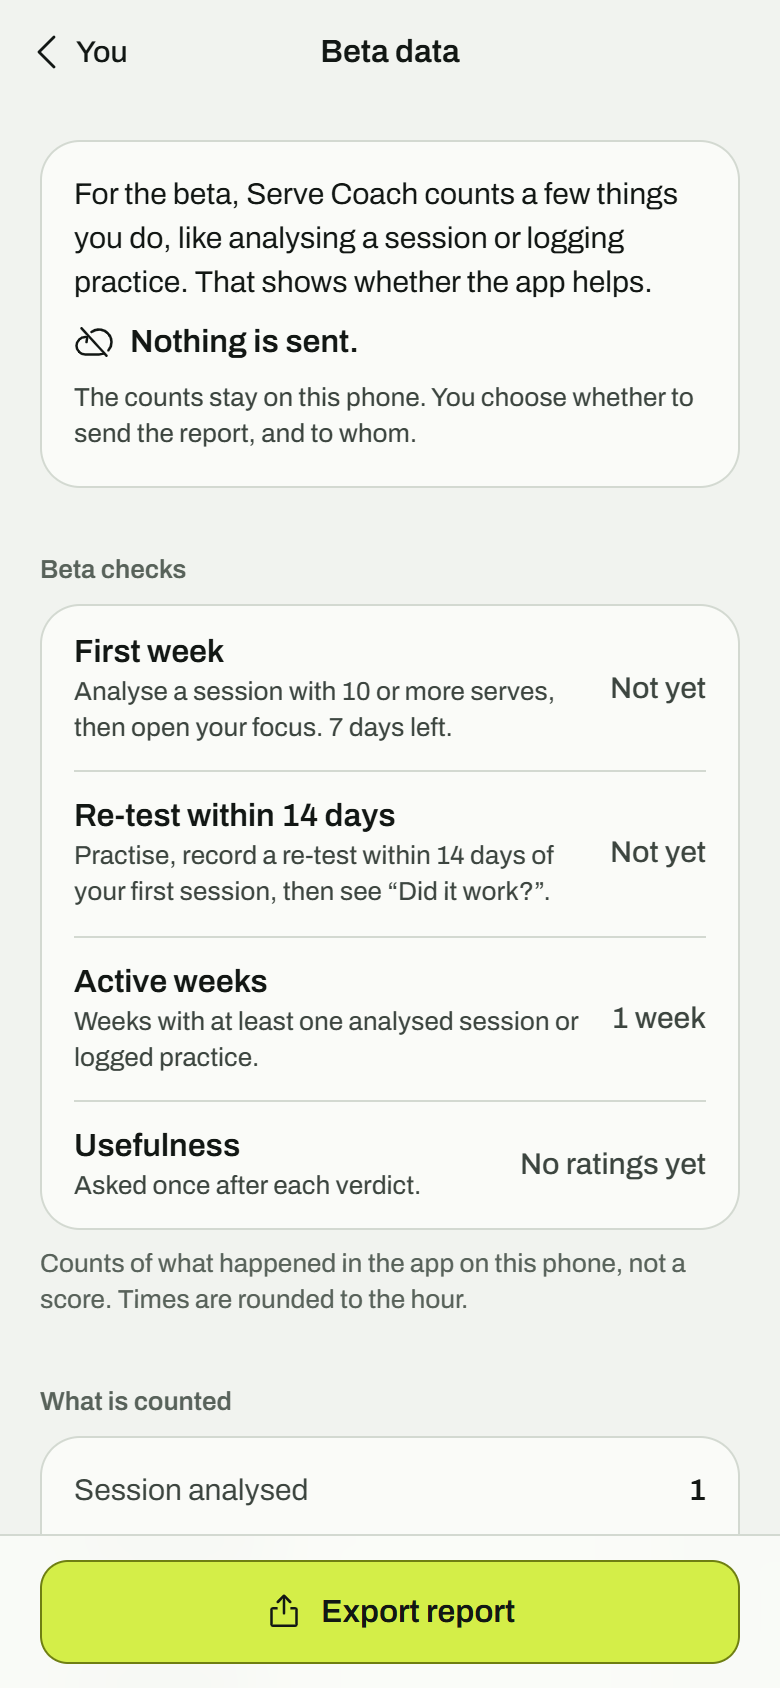 You
Beta data
For the beta, Serve Coach counts a few things
you do, like analysing a session or logging
practice. That shows whether the app helps.
Nothing is sent.
The counts stay on this phone. You choose whether to
send the report, and to whom.
Beta checks
First week
Analyse a session with 10 or more serves,
then open your focus. 7 days left.
Not yet
Re-test within 14 days
Practise, record a re-test within 14 days of
your first session, then see “Did it work?”.
Not yet
Active weeks
Weeks with at least one analysed session or
logged practice.
1 week
Usefulness
Asked once after each verdict.
No ratings yet
Counts of what happened in the app on this phone, not a
score. Times are rounded to the hour.
What is counted
Session analysed
1
Export report